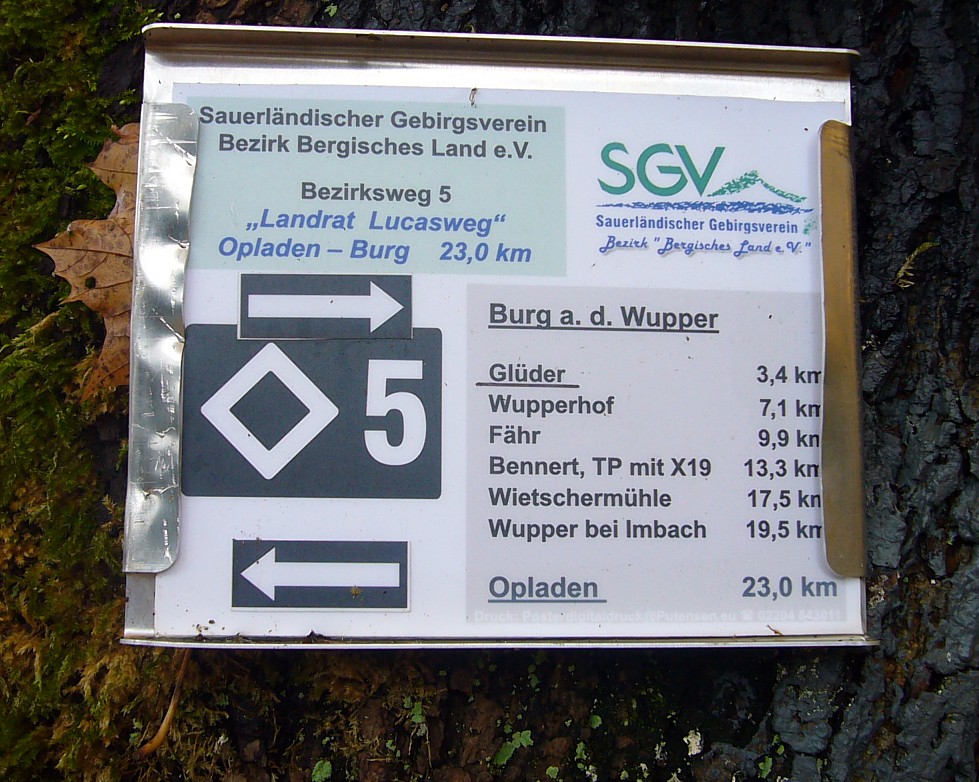 Sauerländischer Gebirgsverein
Bezirk Bergisches Land e.V.
Bezirksweg 5
„Landrat Lucasweg“
Opladen – Burg 23,0 km
SGV
Sauerländischer Gebirgsverein
Bezirk "Bergisches Land e.V."
5
Burg a. d. Wupper
Glüder 3,4 km
Wupperhof 7,1 km
Fähr 9,9 km
Bennert, TP mit X19 13,3 km
Wietschermühle 17,5 km
Wupper bei Imbach 19,5 km
Opladen 23,0 km
Druck: